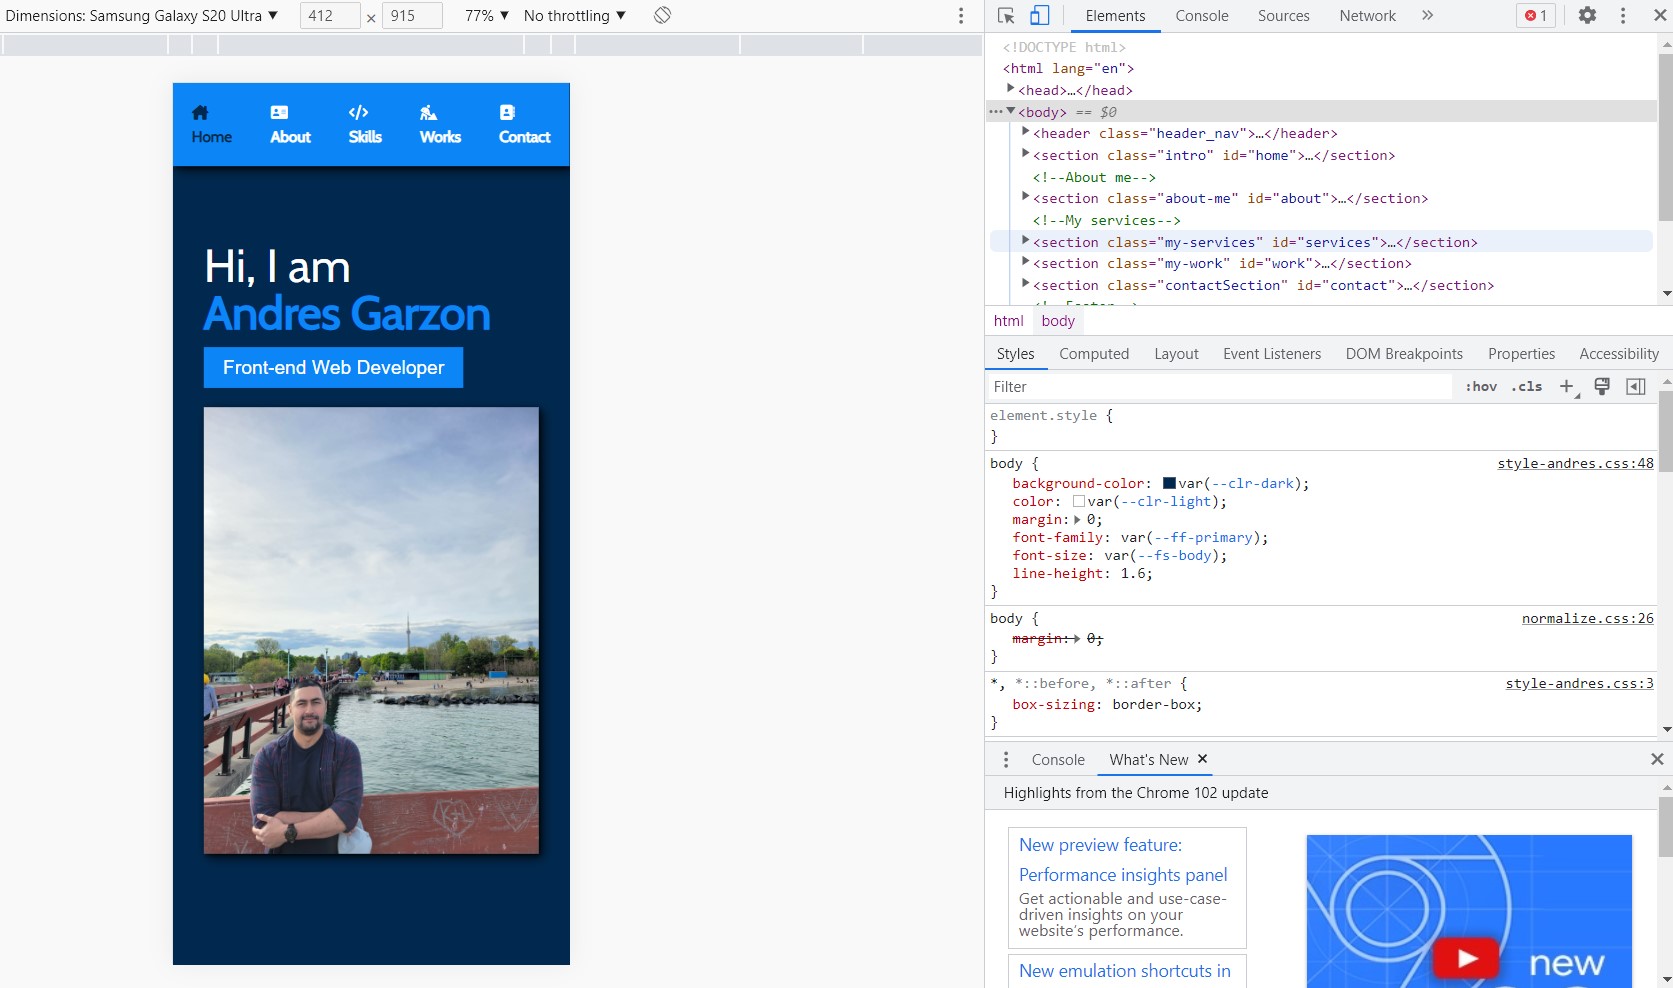 Dimensions: Samsung Galaxy S20 Ultra ▼ 412 × 915 77% ▼ No throttling ▼
Home About Skills Works Contact
Hi, I am
Andres Garzon
Front-end Web Developer
Elements Console Sources Network » 1
<!DOCTYPE html>
<html lang="en">
<head>…</head>
<body> == $0
<header class="header_nav">…</header>
<section class="intro" id="home">…</section>
<!--About me-->
<section class="about-me" id="about">…</section>
<!--My services-->
<section class="my-services" id="services">…</section>
<section class="my-work" id="work">…</section>
<section class="contactSection" id="contact">…</section>
html body
Styles Computed Layout Event Listeners DOM Breakpoints Properties Accessibility
Filter :hov .cls +
element.style {
}
body { style-andres.css:48
background-color: var(--clr-dark);
color: var(--clr-light);
margin: 0;
font-family: var(--ff-primary);
font-size: var(--fs-body);
line-height: 1.6;
}
body { normalize.css:26
margin: 0;
}
*, *::before, *::after { style-andres.css:3
box-sizing: border-box;
}
Console What's New ×
Highlights from the Chrome 102 update
New preview feature:
Performance insights panel
Get actionable and use-case-
driven insights on your
website's performance.
New emulation shortcuts in
new